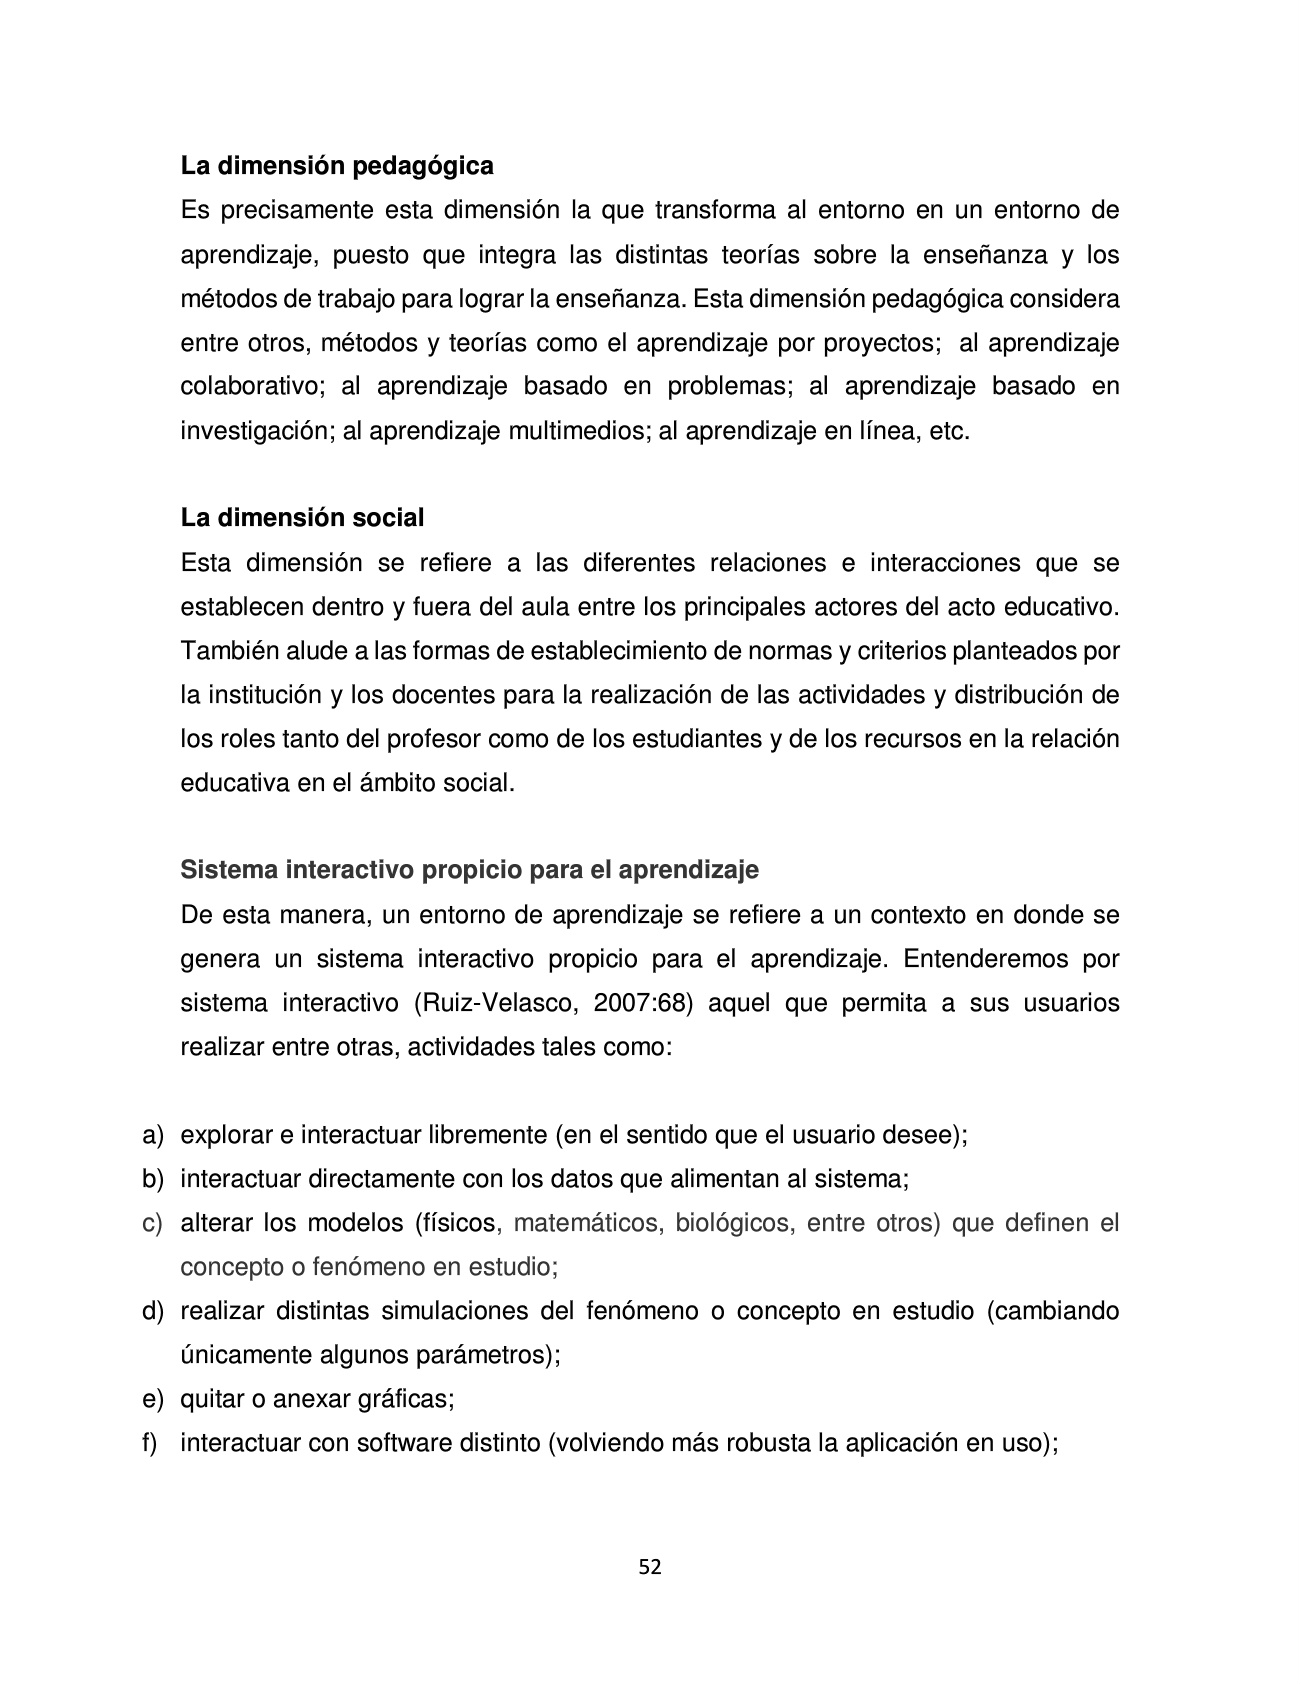 La dimensión pedagógica
Es precisamente esta dimensión la que transforma al entorno en un entorno de
aprendizaje, puesto que integra las distintas teorías sobre la enseñanza y los
métodos de trabajo para lograr la enseñanza. Esta dimensión pedagógica considera
entre otros, métodos y teorías como el aprendizaje por proyectos;  al aprendizaje
colaborativo; al aprendizaje basado en problemas; al aprendizaje basado en
investigación; al aprendizaje multimedios; al aprendizaje en línea, etc.
La dimensión social
Esta dimensión se refiere a las diferentes relaciones e interacciones que se
establecen dentro y fuera del aula entre los principales actores del acto educativo.
También alude a las formas de establecimiento de normas y criterios planteados por
la institución y los docentes para la realización de las actividades y distribución de
los roles tanto del profesor como de los estudiantes y de los recursos en la relación
educativa en el ámbito social.
Sistema interactivo propicio para el aprendizaje
De esta manera, un entorno de aprendizaje se refiere a un contexto en donde se
genera un sistema interactivo propicio para el aprendizaje. Entenderemos por
sistema interactivo (Ruiz-Velasco, 2007:68) aquel que permita a sus usuarios
realizar entre otras, actividades tales como:
a) explorar e interactuar libremente (en el sentido que el usuario desee);
b) interactuar directamente con los datos que alimentan al sistema;
c) alterar los modelos (físicos, matemáticos, biológicos, entre otros) que definen el
concepto o fenómeno en estudio;
d) realizar distintas simulaciones del fenómeno o concepto en estudio (cambiando
únicamente algunos parámetros);
e) quitar o anexar gráficas;
f) interactuar con software distinto (volviendo más robusta la aplicación en uso);
52